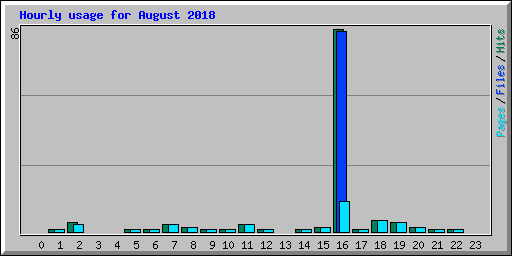 Hourly usage for August 2018
86
Pages/Files/Hits
0 1 2 3 4 5 6 7 8 9 10 11 12 13 14 15 16 17 18 19 20 21 22 23